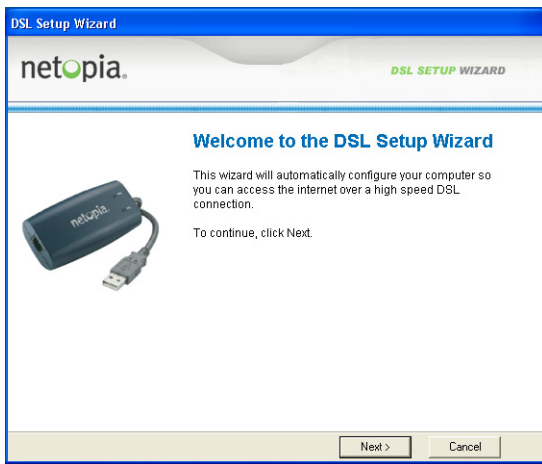 DSL Setup Wizard
netopia.
DSL SETUP WIZARD
Welcome to the DSL Setup Wizard
This wizard will automatically configure your computer so
you can access the internet over a high speed DSL
connection.
To continue, click Next.
netopia.
Next >
Cancel